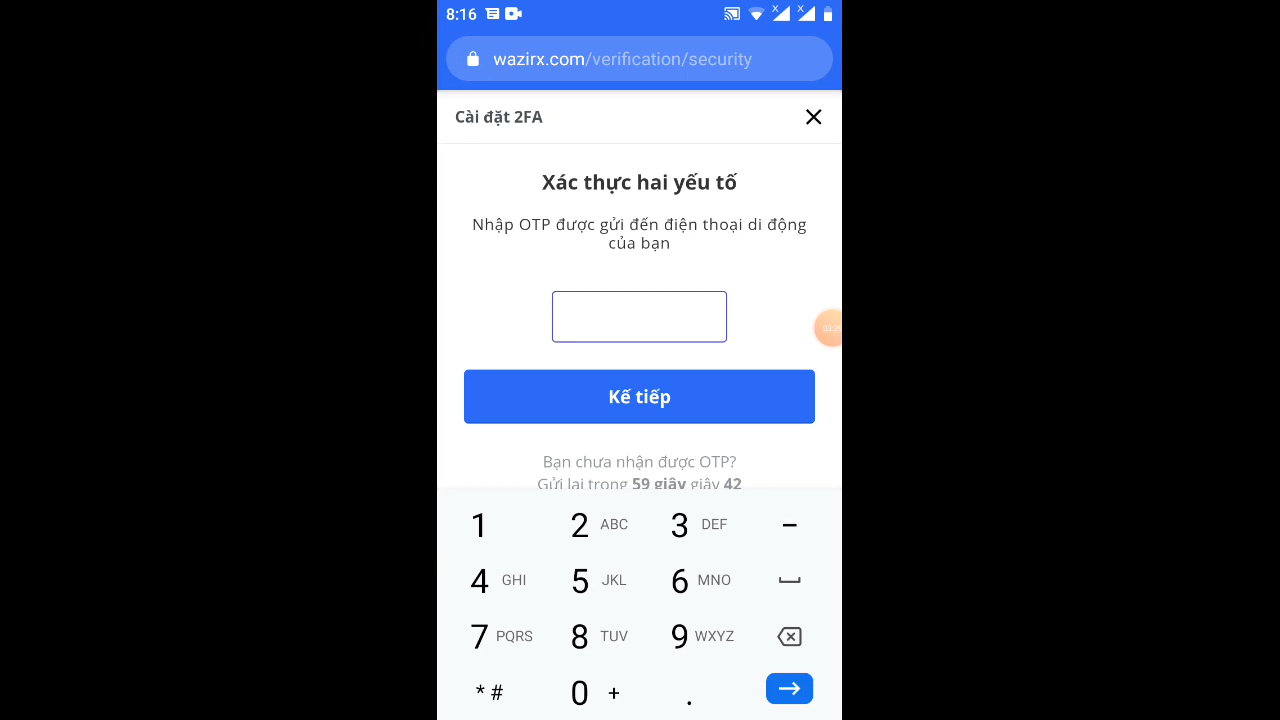 8:16
wazirx.com/verification/security
Cài đặt 2FA
Xác thực hai yếu tố
Nhập OTP được gửi đến điện thoại di động
của bạn
Kế tiếp
Bạn chưa nhận được OTP?
Gửi lại trong 59 giây giây 42
1 2 ABC 3 DEF -
4 GHI 5 JKL 6 MNO
7 PQRS 8 TUV 9 WXYZ
* # 0 + .